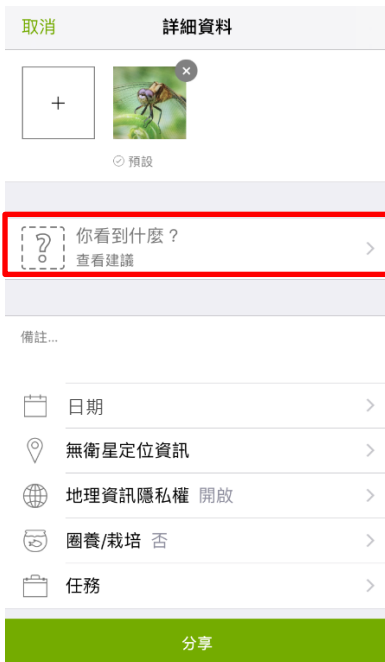 取消 詳細資料
預設
你看到什麼？
查看建議
備註...
日期
無衛星定位資訊
地理資訊隱私權 開啟
圈養/栽培 否
任務
分享